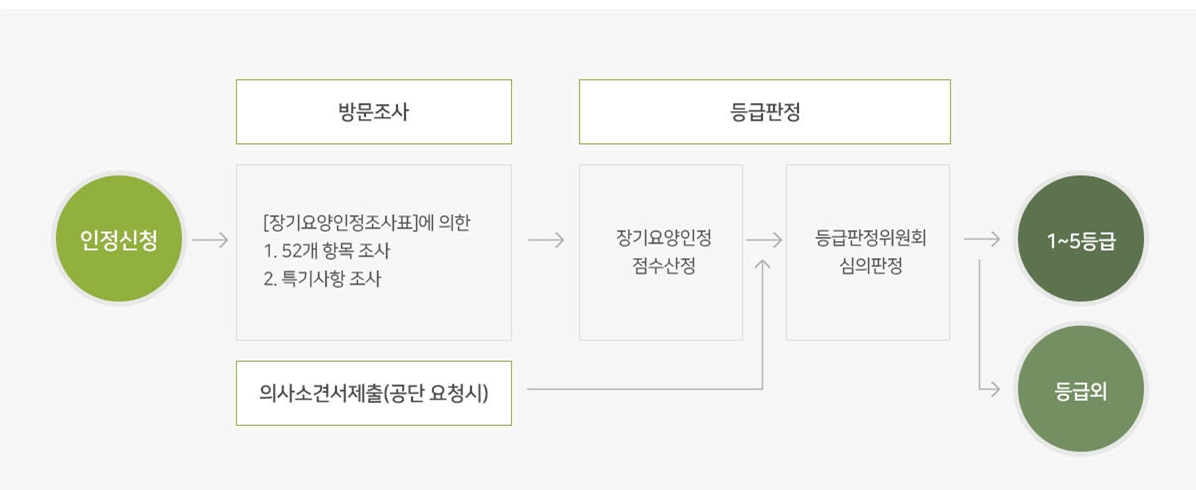 인정신청
방문조사
[장기요양인정조사표]에 의한
1. 52개 항목 조사
2. 특기사항 조사
의사소견서제출(공단 요청시)
등급판정
장기요양인정
점수산정
등급판정위원회
심의판정
1~5등급
등급외